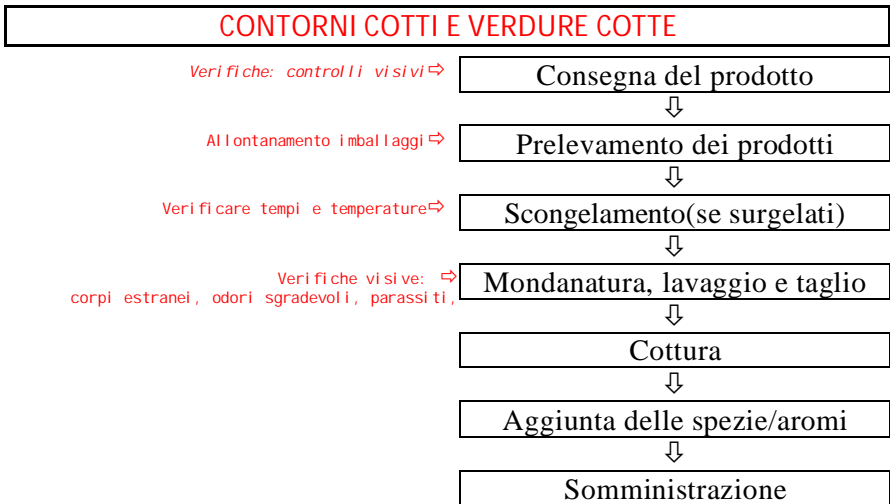 CONTORNI COTTI E VERDURE COTTE
Verifiche: controlli visivi⇨ Consegna del prodotto
⇩
Allontanamento imballaggi⇨ Prelevamento dei prodotti
⇩
Verificare tempi e temperature⇨ Scongelamento(se surgelati)
⇩
Verifiche visive: ⇨ Mondanatura, lavaggio e taglio
corpi estranei, odori sgradevoli, parassiti,
⇩
Cottura
⇩
Aggiunta delle spezie/aromi
⇩
Somministrazione